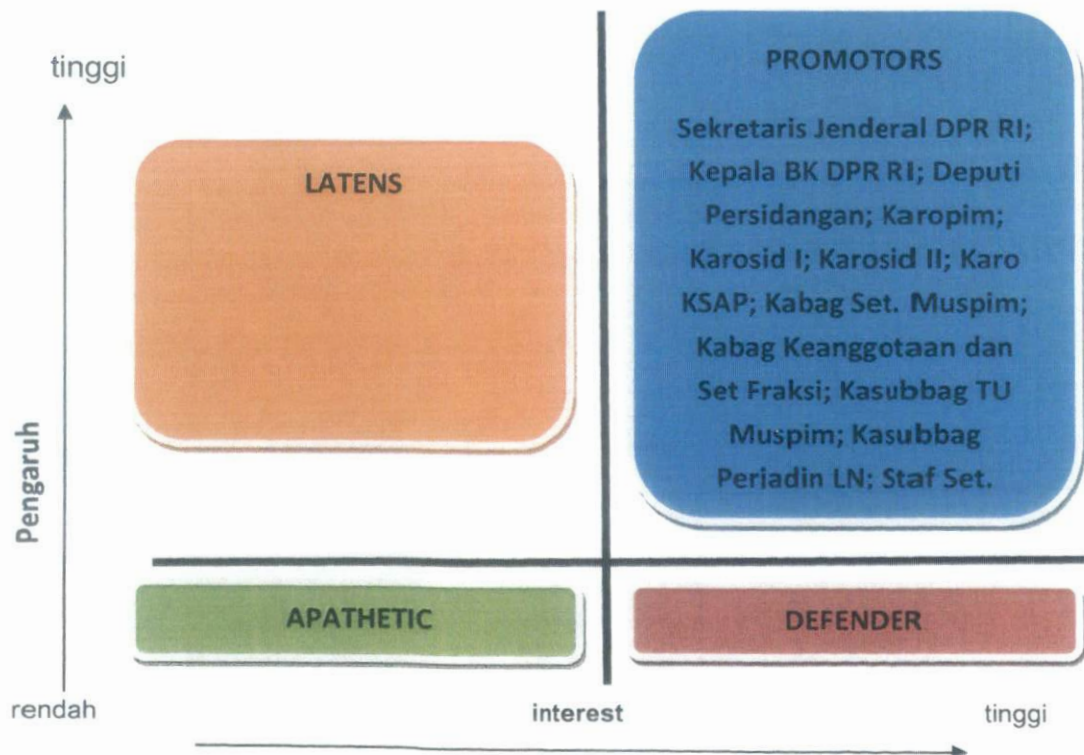 tinggi
PROMOTORS
Sekretaris Jenderal DPR RI;
Kepala BK DPR RI; Deputi
Persidangan; Karopim;
Karosid I; Karosid II; Karo
KSAP; Kabag Set. Muspim;
Kabag Keanggotaan dan
Set Fraksi; Kasubbag TU
Muspim; Kasubbag
Perjadin LN; Staf Set.
LATENS
Pengaruh
APATHETIC
DEFENDER
rendah
interest
tinggi